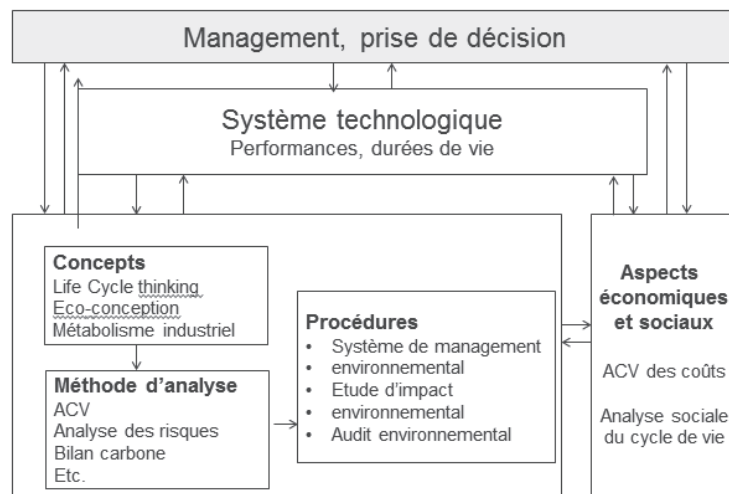 Management, prise de décision
Système technologique
Performances, durées de vie
Concepts
Life Cycle thinking
Eco-conception
Métabolisme industriel
Méthode d'analyse
ACV
Analyse des risques
Bilan carbone
Etc.
Procédures
• Système de management
• environnemental
• Etude d'impact
• environnemental
• Audit environnemental
Aspects
économiques
et sociaux
ACV des coûts
Analyse sociale
du cycle de vie